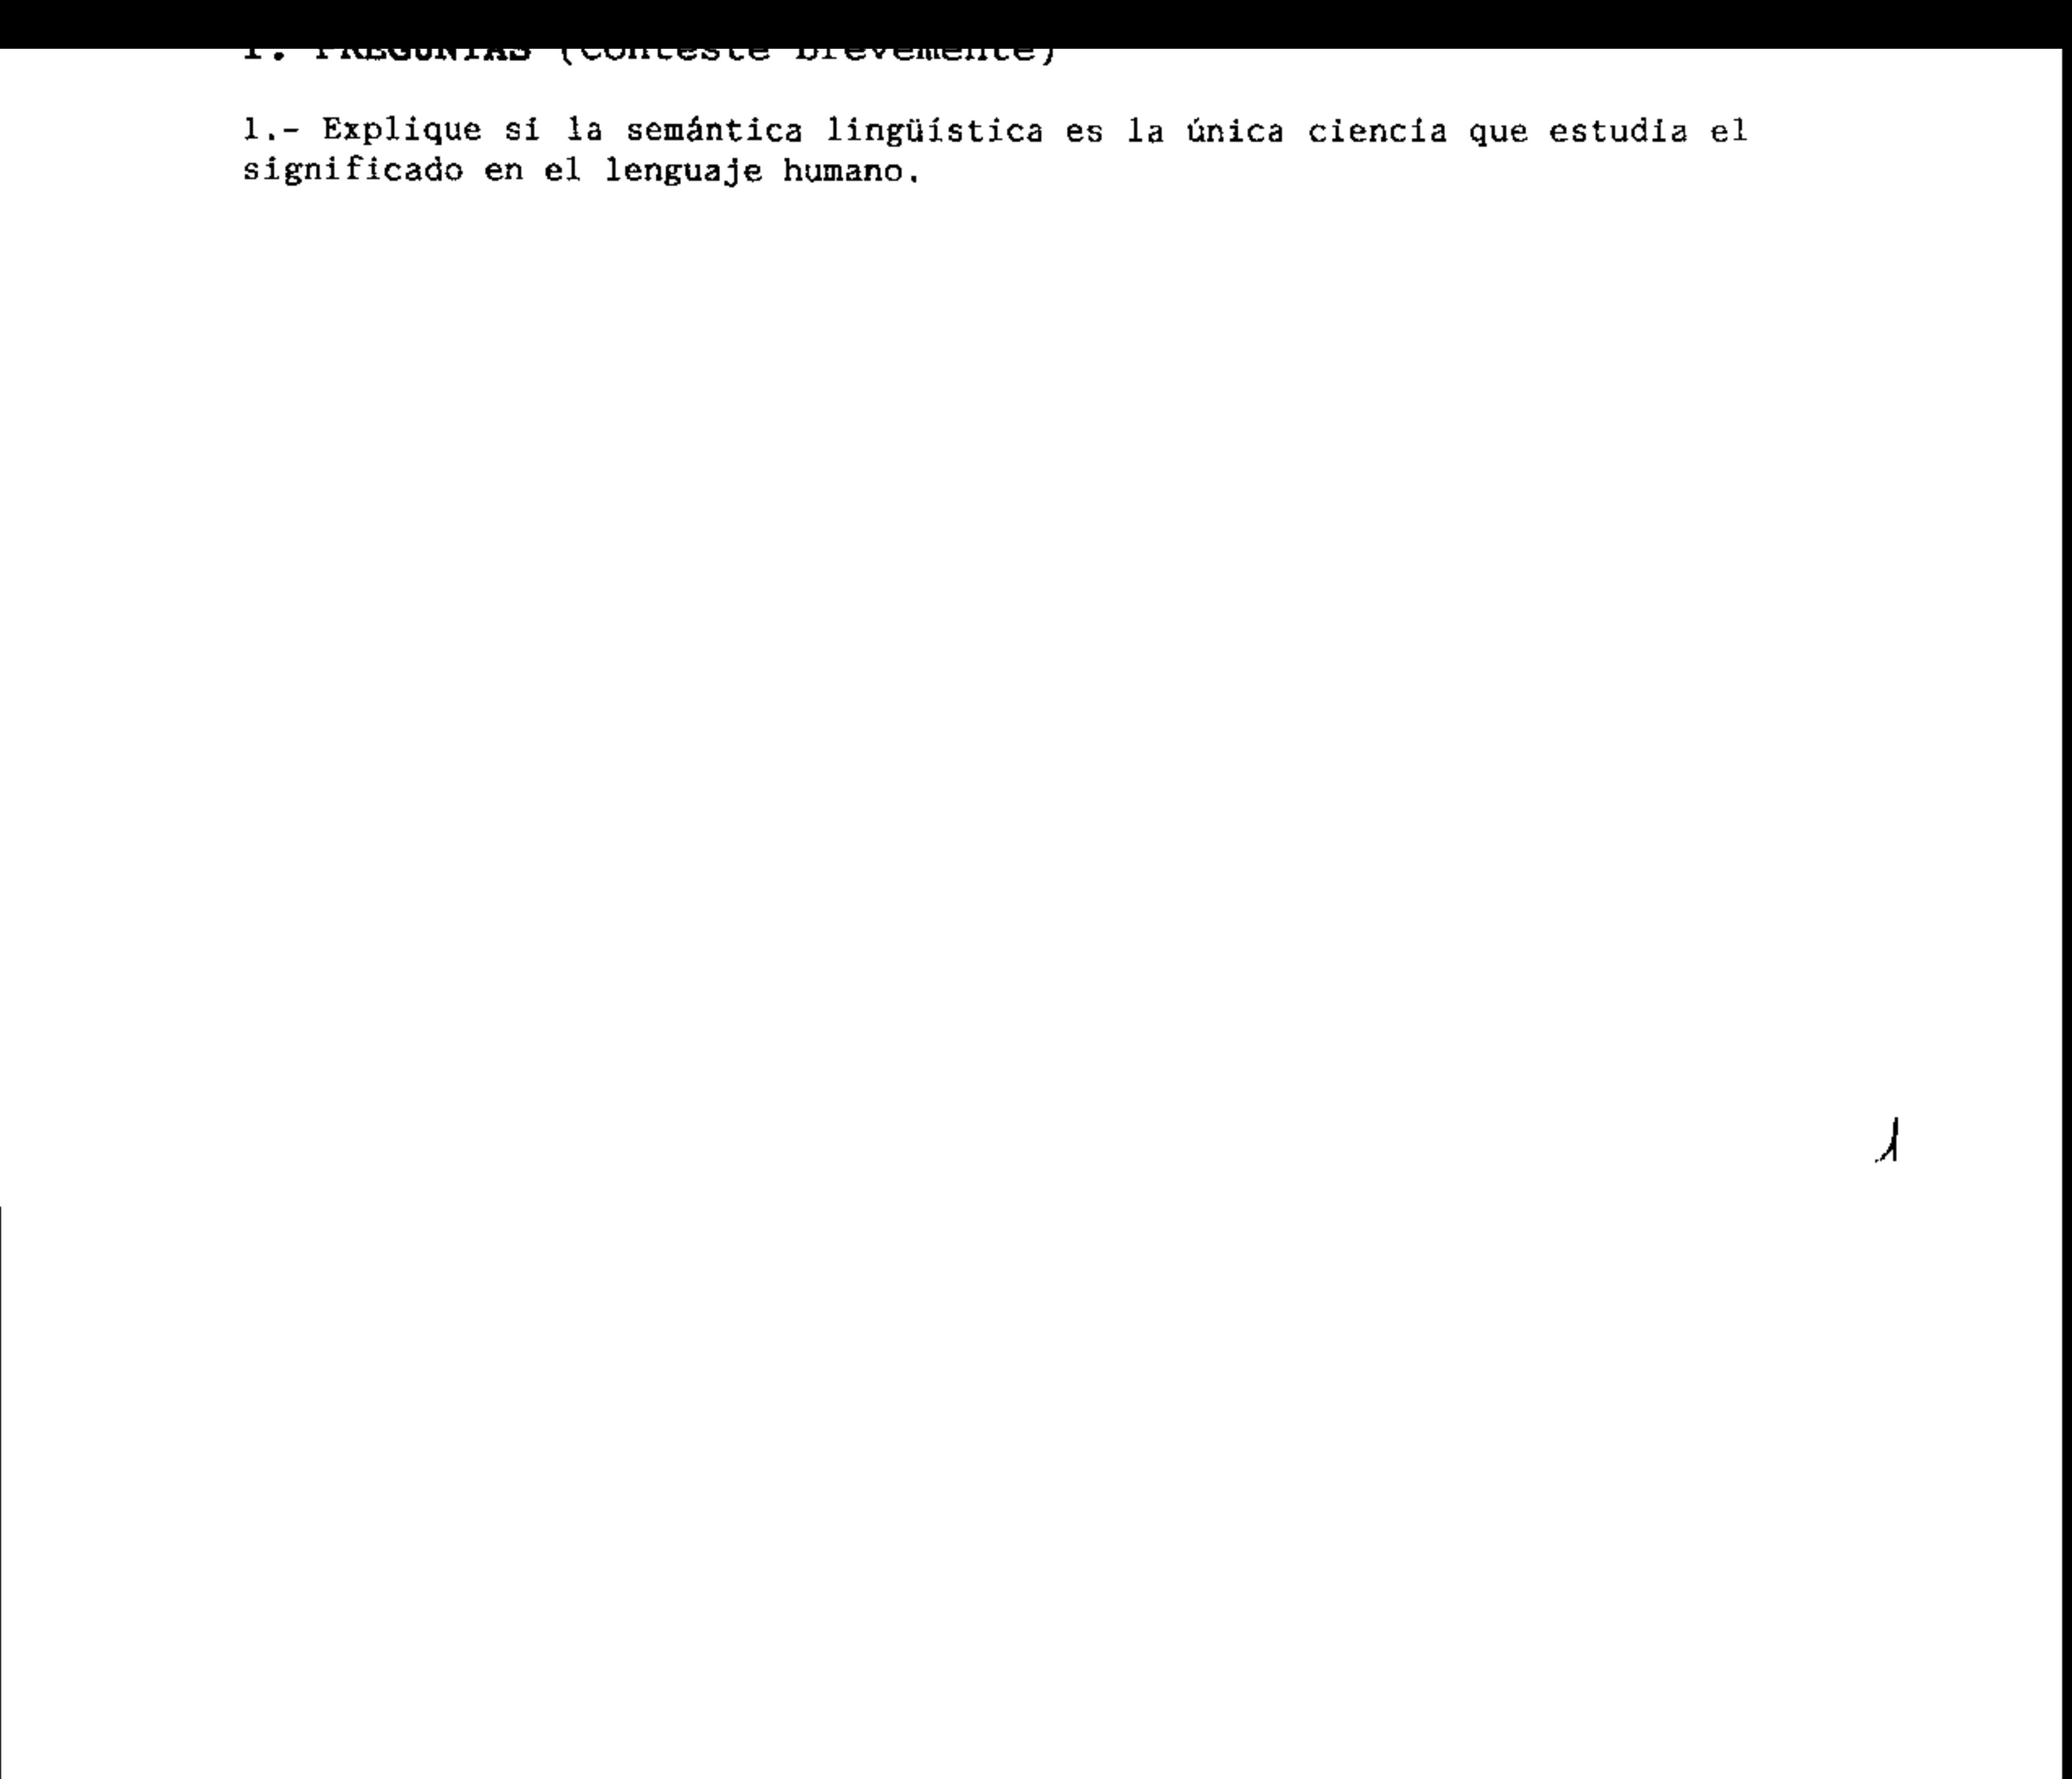 I. PREGUNTAS (Conteste brevemente)
1.- Explique si la semántica lingüística es la única ciencia que estudia el
significado en el lenguaje humano.
1